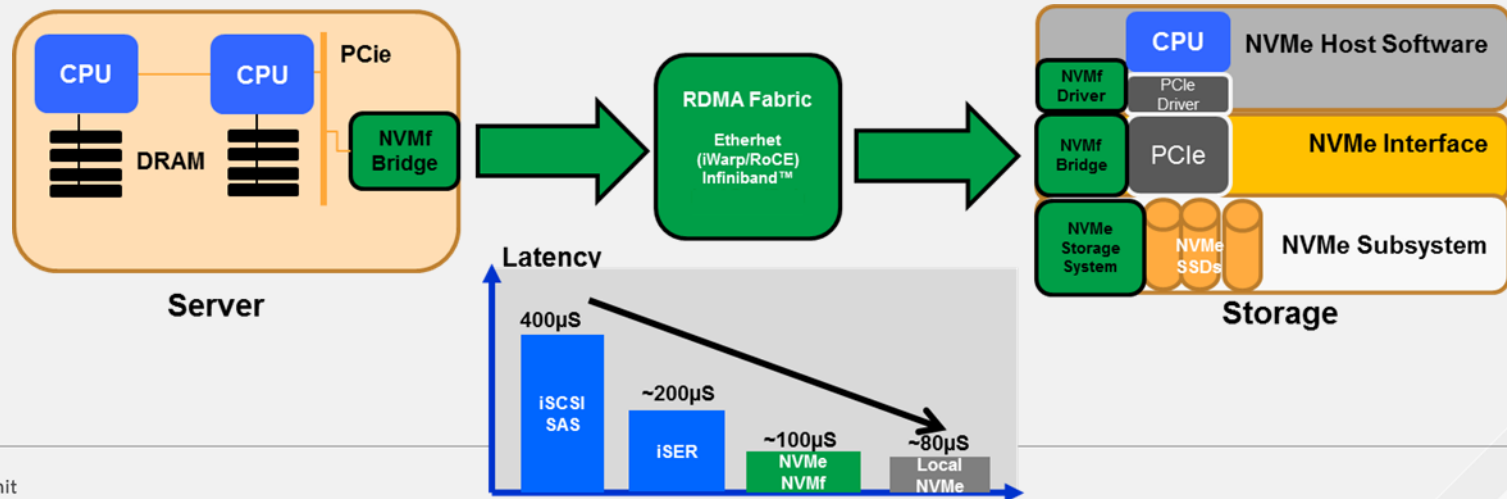 CPU
CPU
PCie
DRAM
NVMf
Bridge
Server
RDMA Fabric
Etherhet
(iWarp/RoCE)
Infiniband™
CPU
NVMe Host Software
NVMf
Driver
PCIe
Driver
NVMf
Bridge
PCIe
NVMe Interface
NVMe
Storage
System
NVMe
SSDs
NVMe Subsystem
Storage
Latency
400µS
iSCSI
SAS
~200µS
iSER
~100µS
NVMe
NVMf
~80µS
Local
NVMe